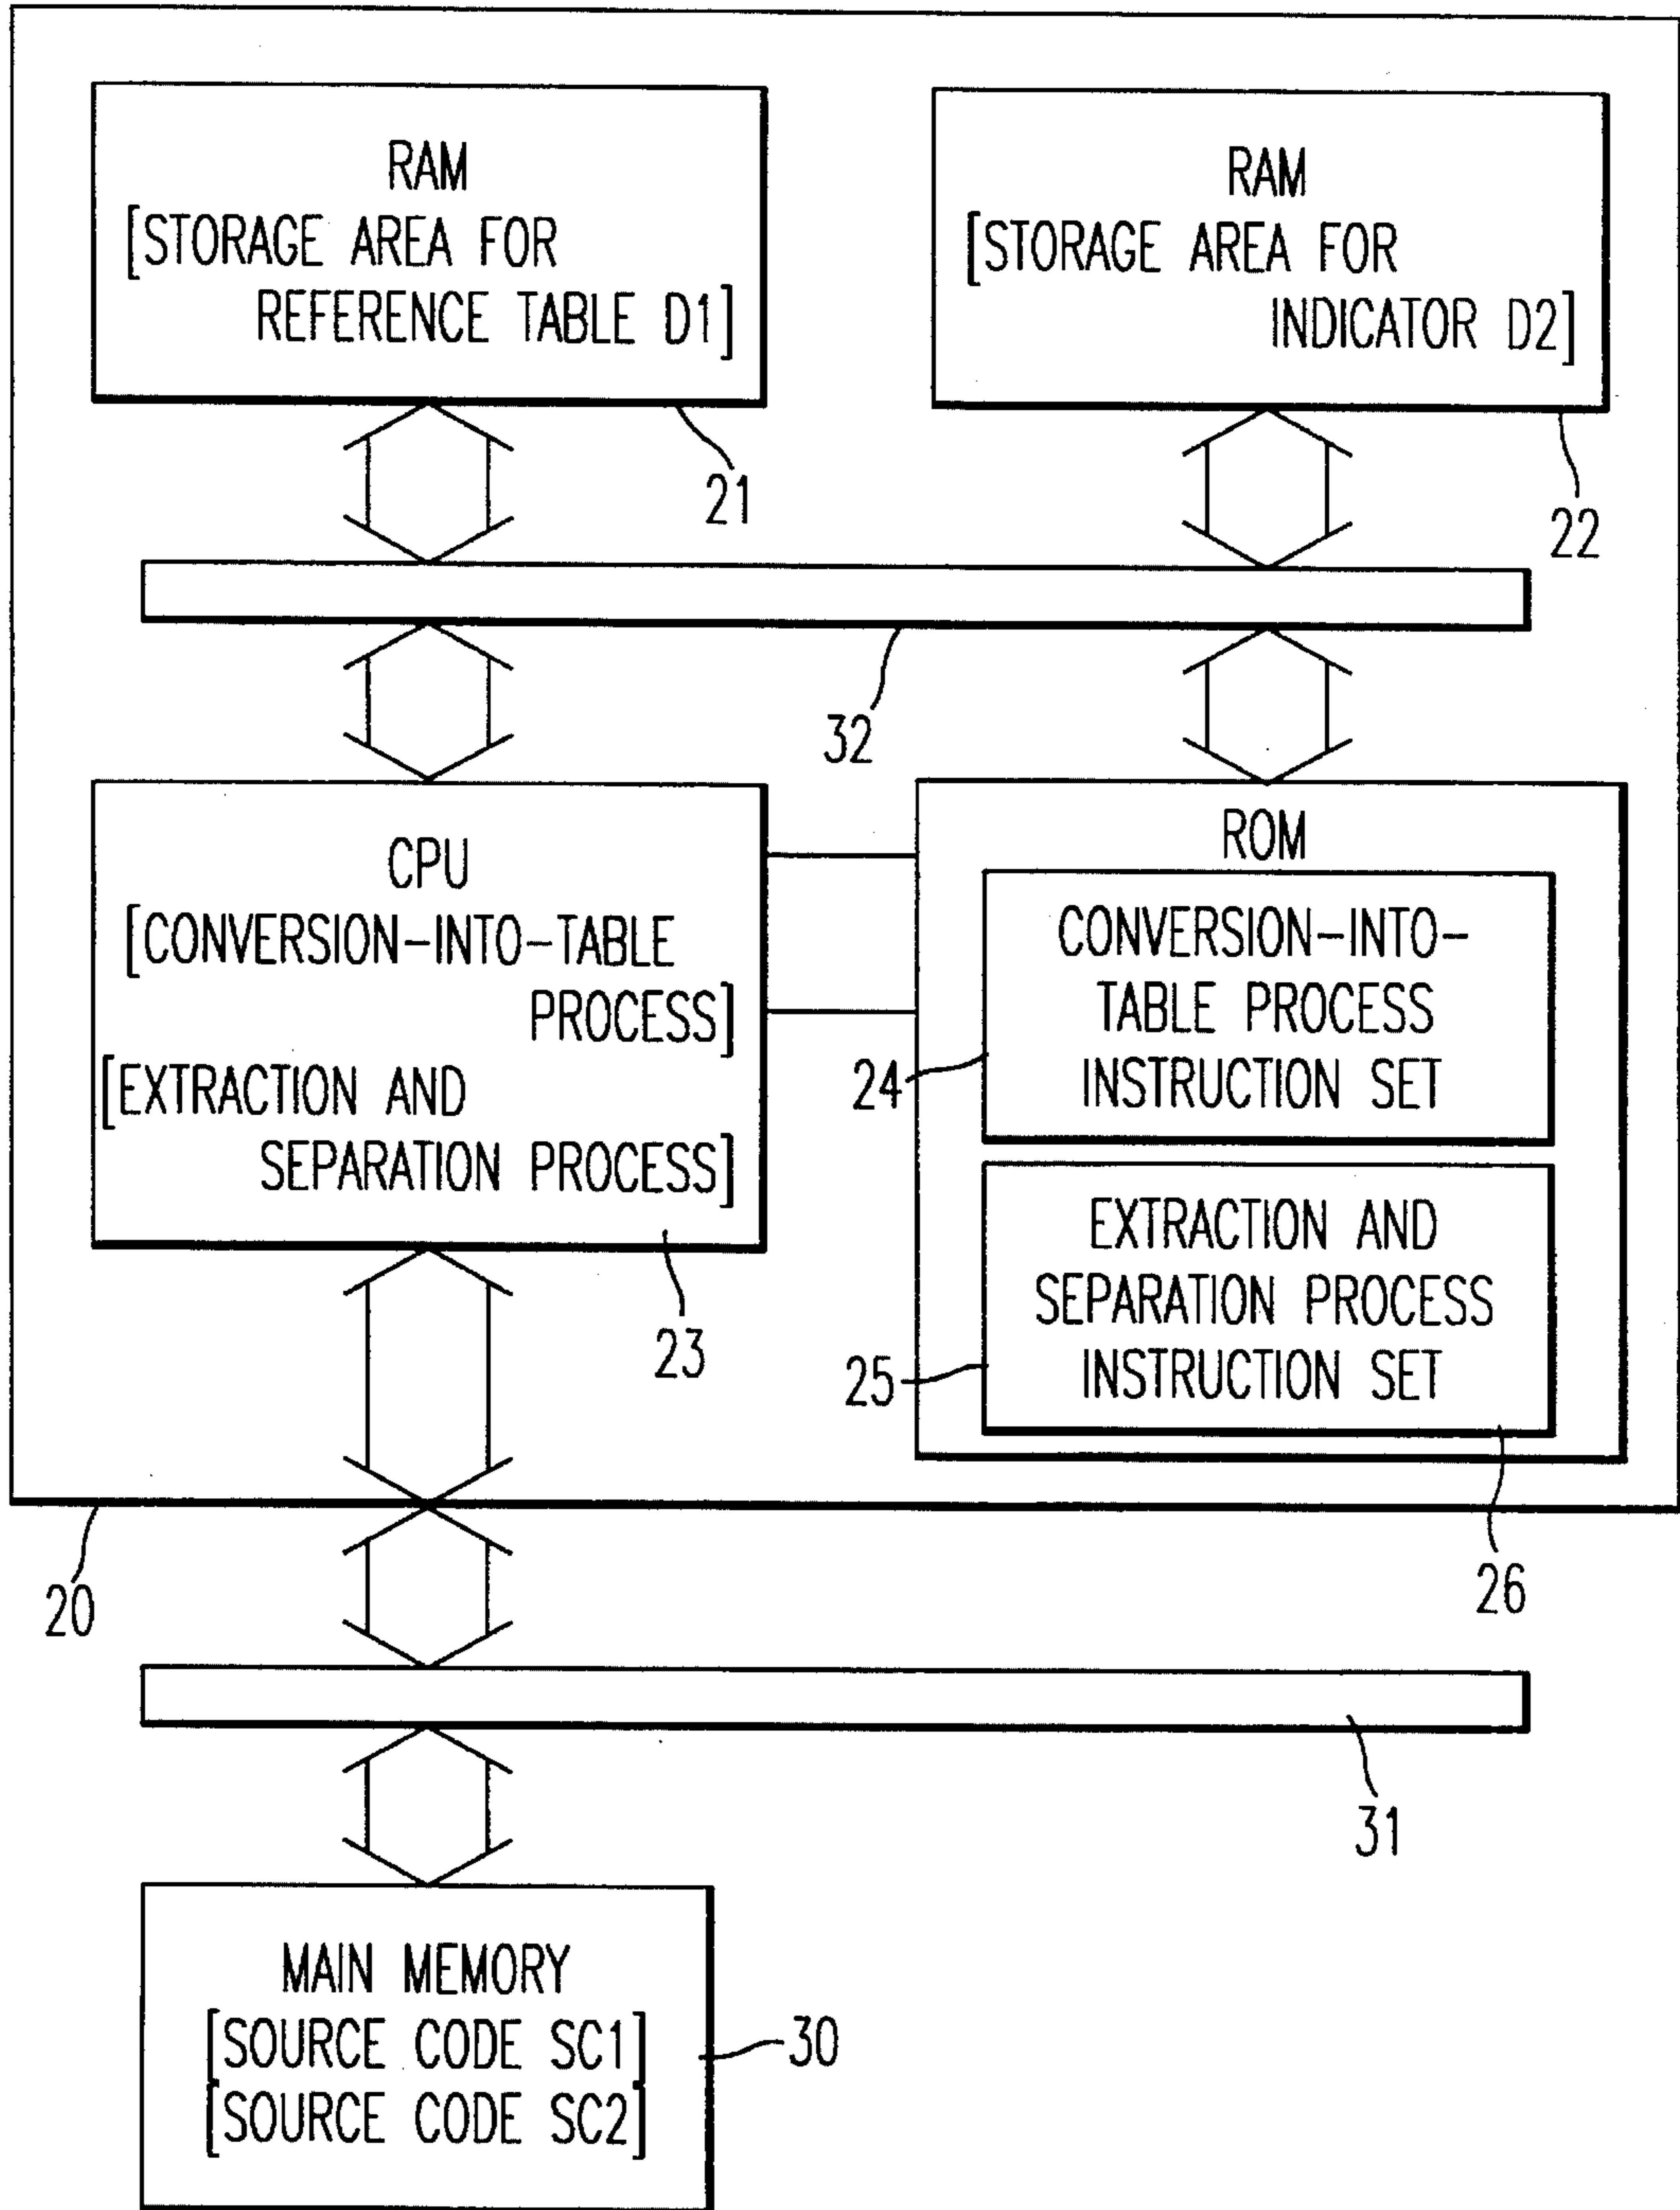 RAM
[STORAGE AREA FOR
REFERENCE TABLE D1]
21
RAM
[STORAGE AREA FOR
INDICATOR D2]
22
32
CPU
[CONVERSION-INTO-TABLE
PROCESS]
[EXTRACTION AND
SEPARATION PROCESS]
23
ROM
CONVERSION-INTO-
TABLE PROCESS
INSTRUCTION SET
24
EXTRACTION AND
SEPARATION PROCESS
INSTRUCTION SET
25
26
20
31
MAIN MEMORY
[SOURCE CODE SC1]
[SOURCE CODE SC2]
30